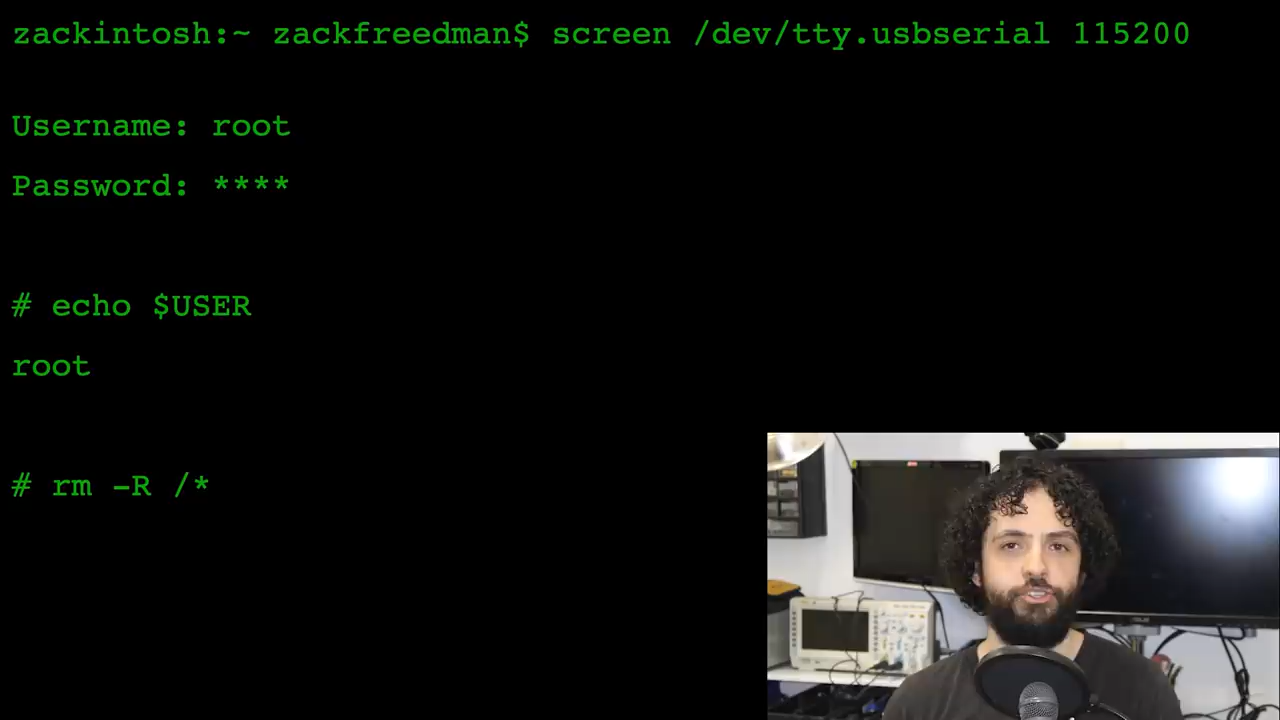 zackintosh:~ zackfreedman$ screen /dev/tty.usbserial 115200
Username: root
Password: ****
# echo $USER
root
# rm -R /*